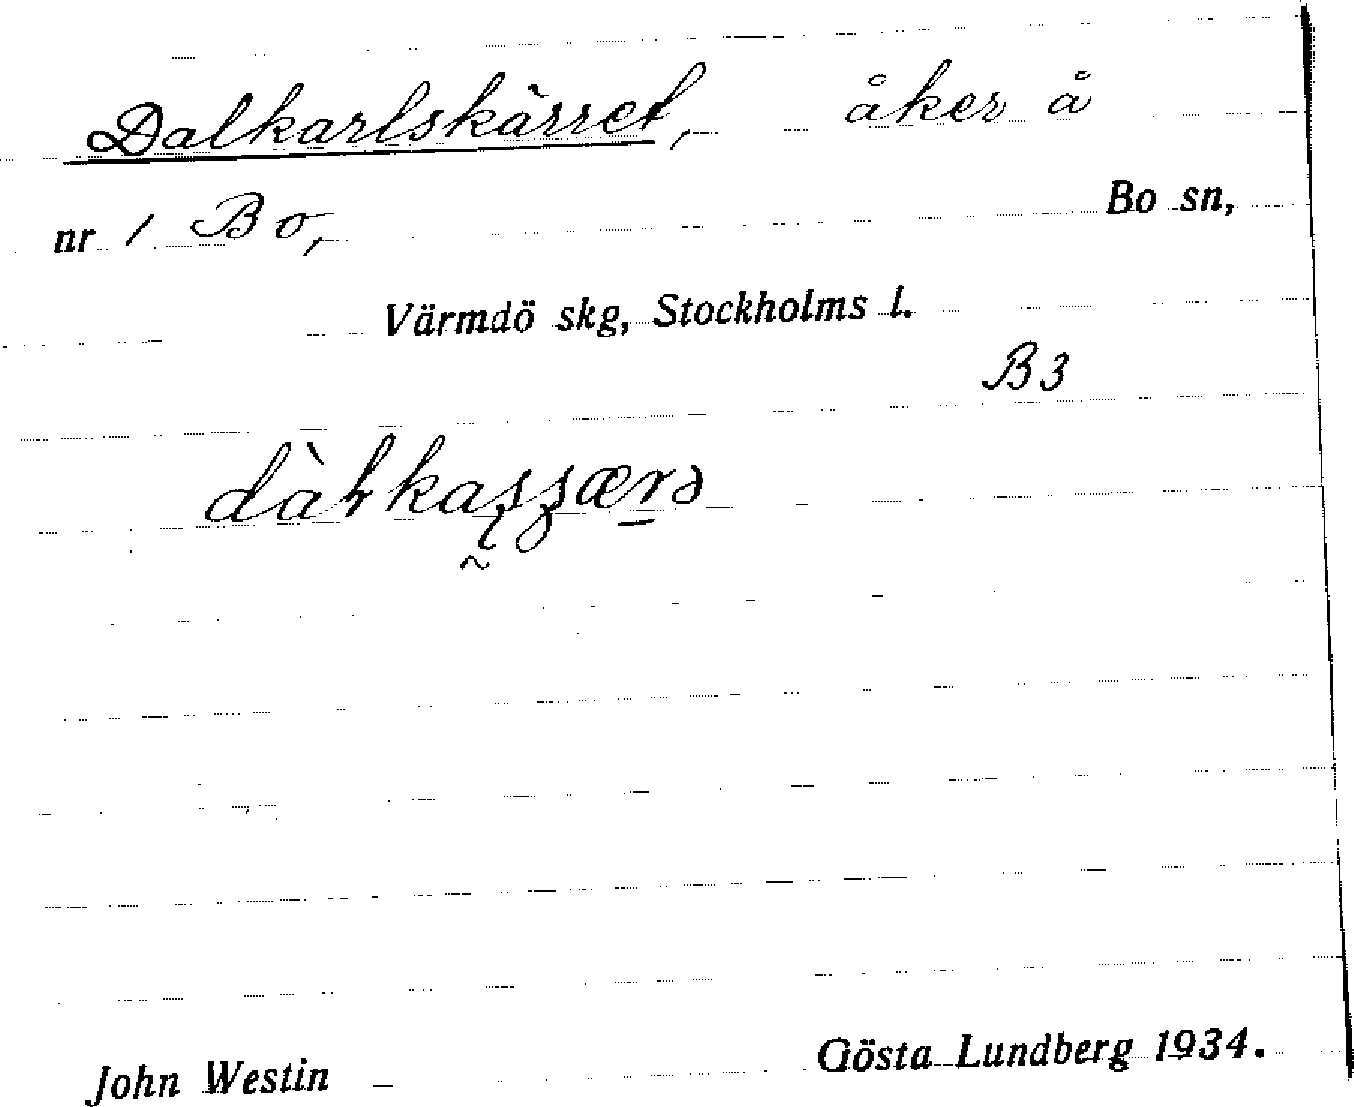 Dalkarlskärret, åker å
nr 1 Bo, Bo sn,
Värmdö skg, Stockholms l.
B3
John Westin Gösta Lundberg 1934.